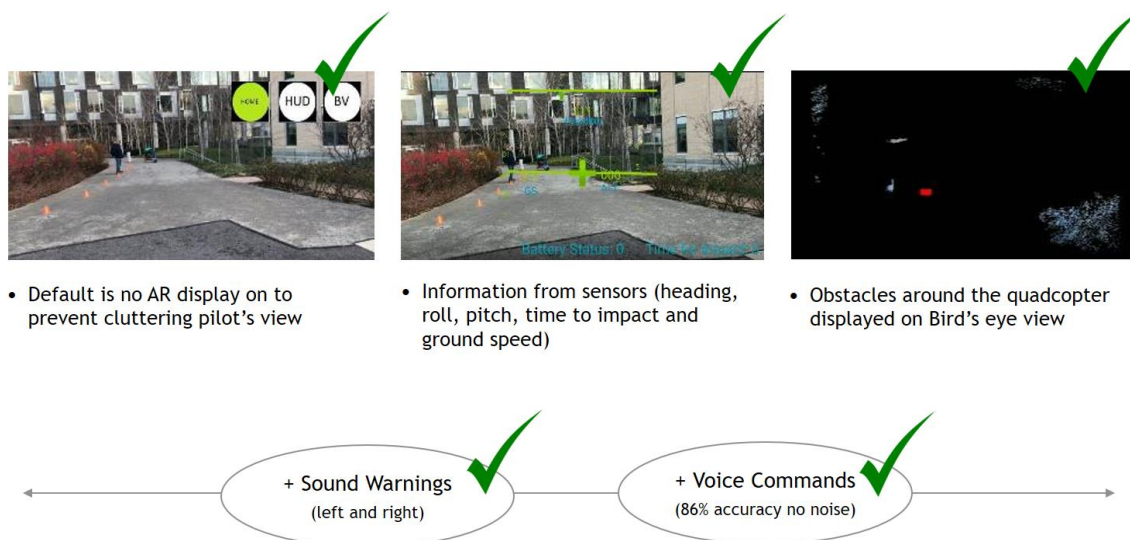 HOME HUD BV
GS
Battery Status: 0
• Default is no AR display on to
prevent cluttering pilot's view
• Information from sensors (heading,
roll, pitch, time to impact and
ground speed)
• Obstacles around the quadcopter
displayed on Bird's eye view
+ Sound Warnings
(left and right)
+ Voice Commands
(86% accuracy no noise)